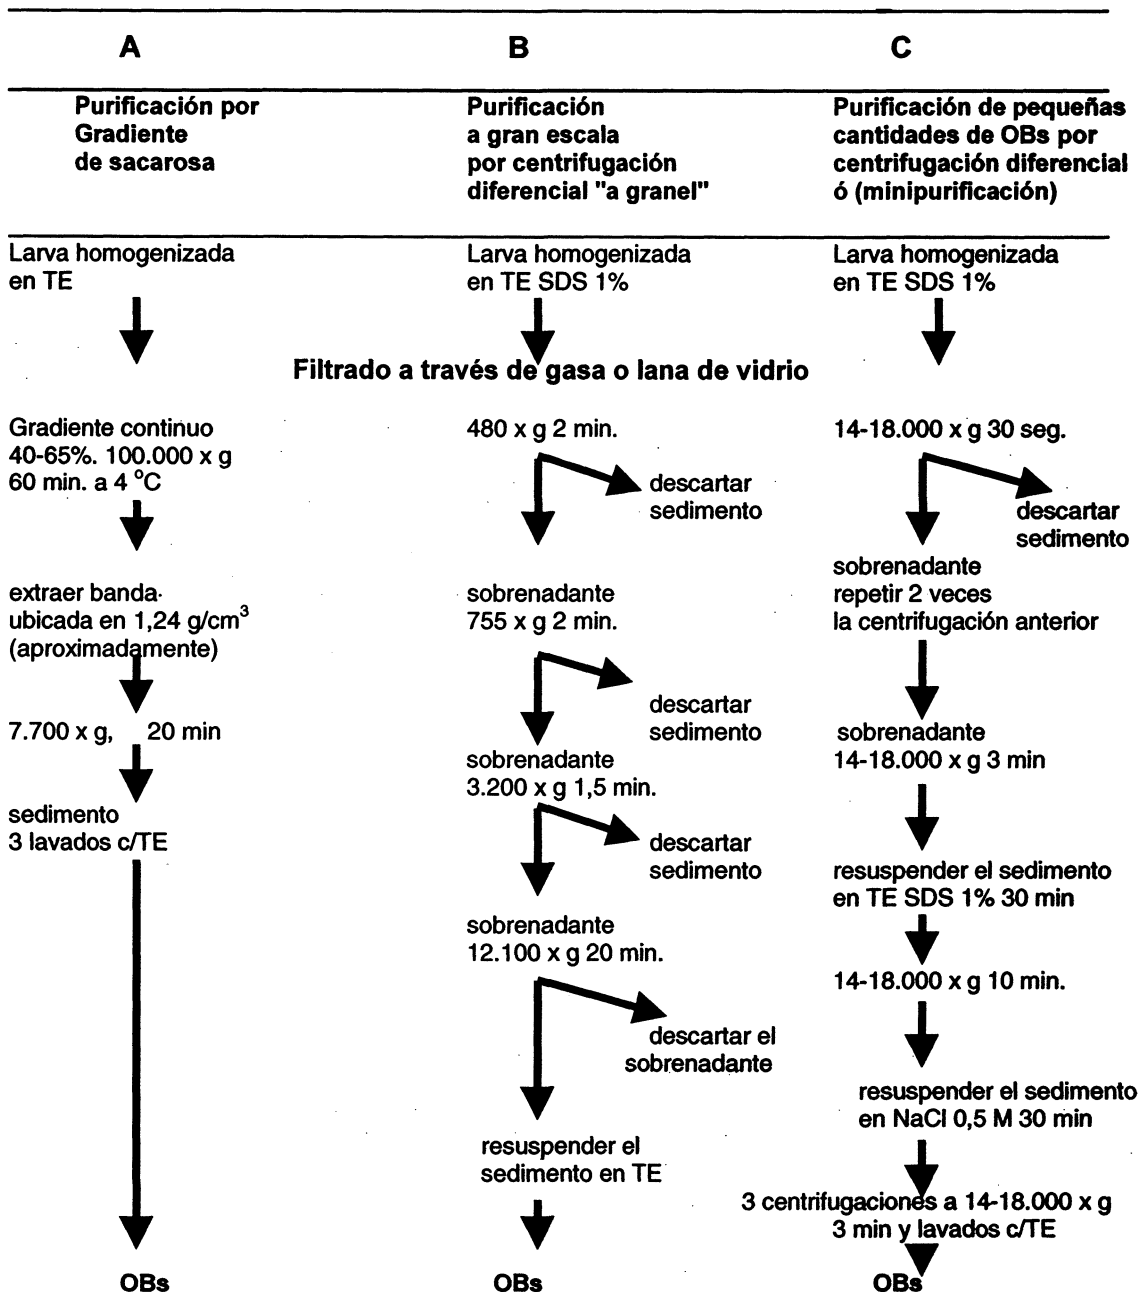 A
B
C
Purificación por
Gradiente
de sacarosa
Purificación
a gran escala
por centrifugación
diferencial "a granel"
Purificación de pequeñas
cantidades de OBs por
centrifugación diferencial
ó (minipurificación)
Larva homogenizada
en TE
Larva homogenizada
en TE SDS 1%
Larva homogenizada
en TE SDS 1%
Filtrado a través de gasa o lana de vidrio
Gradiente continuo
40-65%. 100.000 x g
60 min. a 4 °C
extraer banda
ubicada en 1,24 g/cm³
(aproximadamente)
7.700 x g, 20 min
sedimento
3 lavados c/TE
OBs
480 x g 2 min.
descartar
sedimento
sobrenadante
755 x g 2 min.
descartar
sedimento
sobrenadante
3.200 x g 1,5 min.
descartar
sedimento
sobrenadante
12.100 x g 20 min.
descartar el
sobrenadante
resuspender el
sedimento en TE
OBs
14-18.000 x g 30 seg.
descartar
sedimento
sobrenadante
repetir 2 veces
la centrifugación anterior
sobrenadante
14-18.000 x g 3 min
resuspender el sedimento
en TE SDS 1% 30 min
14-18.000 x g 10 min.
resuspender el sedimento
en NaCl 0,5 M 30 min
3 centrifugaciones a 14-18.000 x g
3 min y lavados c/TE
OBs